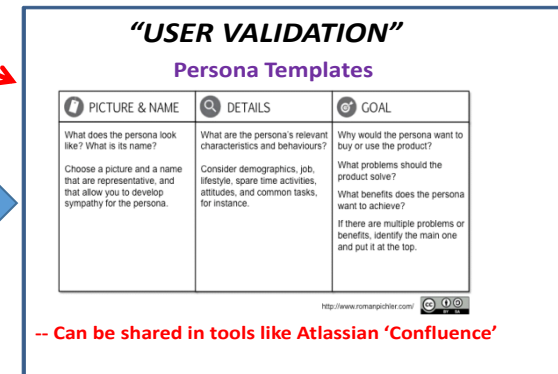 “USER VALIDATION”
Persona Templates
PICTURE & NAME
DETAILS
GOAL
What does the persona look
like? What is its name?
Choose a picture and a name
that are representative, and
that allow you to develop
sympathy for the persona.
What are the persona's relevant
characteristics and behaviours?
Consider demographics, job,
lifestyle, spare time activities,
attitudes, and common tasks,
for instance.
Why would the persona want to
buy or use the product?
What problems should the
product solve?
What benefits does the persona
want to achieve?
If there are multiple problems or
benefits, identify the main one
and put it at the top.
http://www.romanpichler.com/
cc
BY SA
-- Can be shared in tools like Atlassian ‘Confluence’